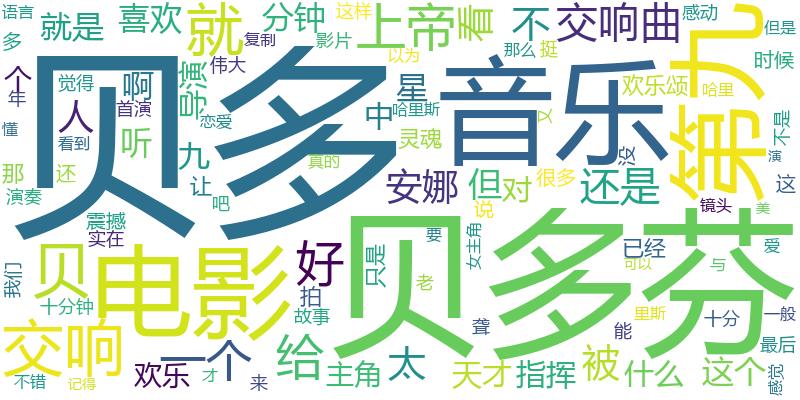 语言
就是
喜欢
就
分钟
这样
上帝
看
不
交响曲
感动
多
复制
影片
以为
那么
挺
但是
个
觉得
啊
伟大
导演
星
音乐
欢乐颂
第九
时候
哈里
年
人
首演
中
哈里斯
没
不是
懂
看到
听
恋爱
灵魂
又
演
贝多
那
还
九
真的
安娜
但
对
很多
还是
这
演奏
让
吧
说
镜头
美
震撼
实在
要
女主角
已经
爱
我们
贝
电影
好
只是
贝多芬
可以
与
十分钟
拍
老
故事
聋
能
里斯
十分
一般
交响
一个
给
太
最后
欢乐
才
来
主角
天才
指挥
被
什么
这个
感觉
不错
记得